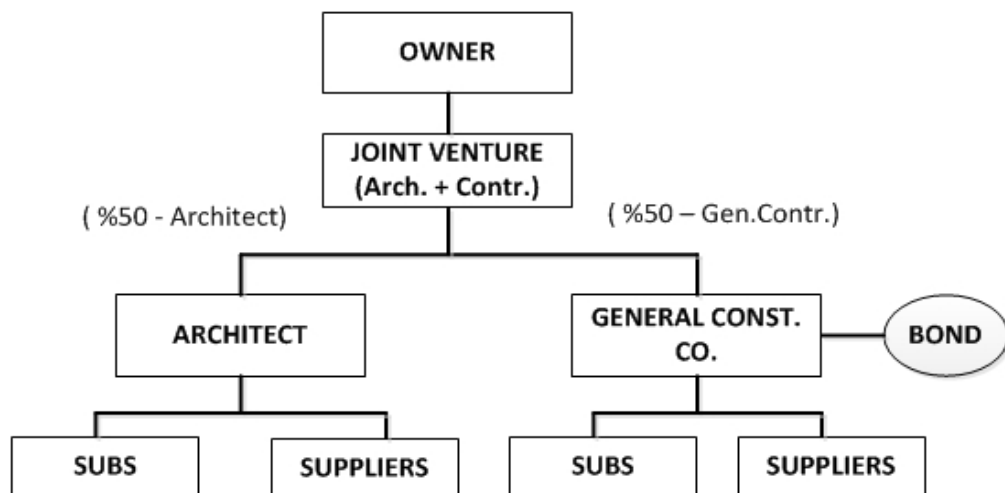 OWNER
JOINT VENTURE
(Arch. + Contr.)
( %50 - Architect)
( %50 – Gen.Contr.)
ARCHITECT
GENERAL CONST.
CO.
BOND
SUBS
SUPPLIERS
SUBS
SUPPLIERS